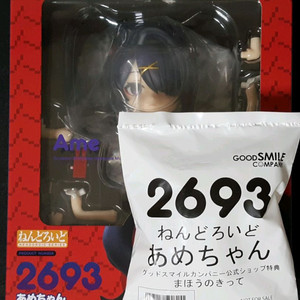 Ame
ねんどろいど
2693
あめちゃん
GOODSMILE
COMPANY
2693
ねんどろいど
あめちゃん
グッドスマイルカンパニー公式ショップ特典
まほうのきって